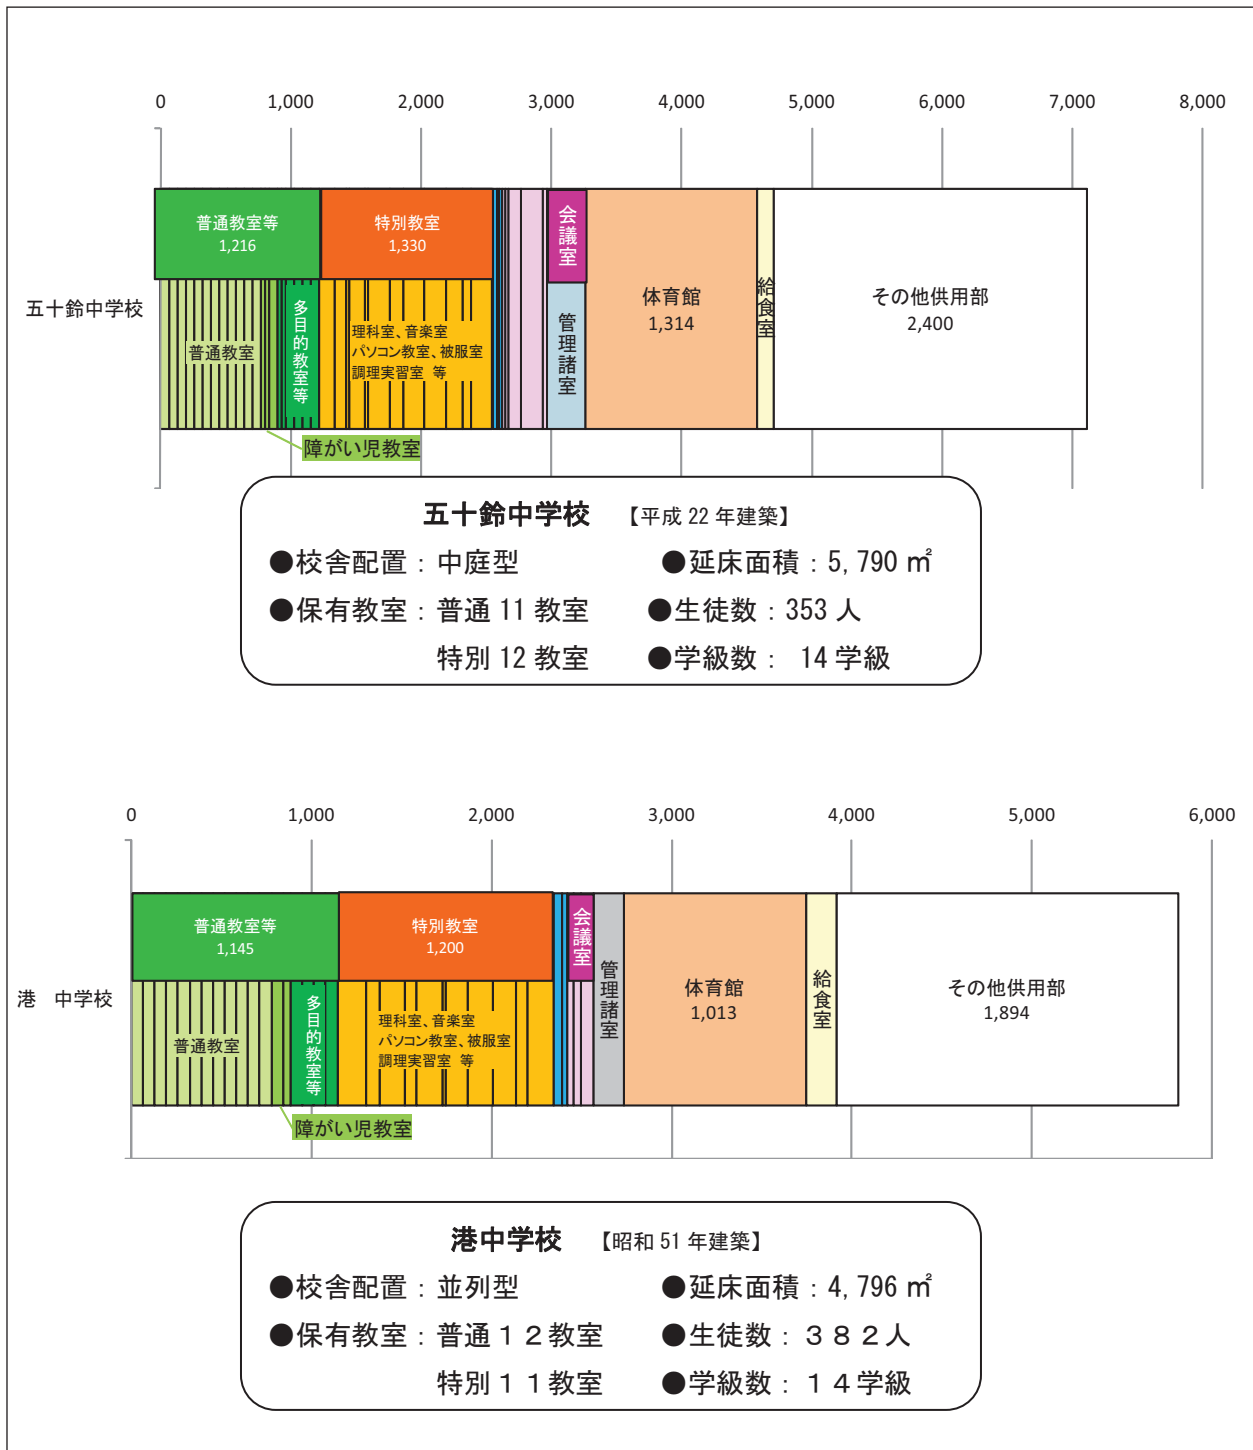 0 1,000 2,000 3,000 4,000 5,000 6,000 7,000 8,000
五十鈴中学校
普通教室等
1,216
特別教室
1,330
普通教室
多目的教室等
理科室、音楽室
パソコン教室、被服室
調理実習室 等
会議室
管理諸室
体育館
1,314
給食室
その他供用部
2,400
障がい児教室
五十鈴中学校 【平成 22 年建築】
●校舎配置：中庭型 ●延床面積：5,790 ㎡
●保有教室：普通 11 教室 ●生徒数：353 人
特別 12 教室 ●学級数： 14 学級
0 1,000 2,000 3,000 4,000 5,000 6,000
港 中学校
普通教室等
1,145
特別教室
1,200
普通教室
多目的教室等
理科室、音楽室
パソコン教室、被服室
調理実習室 等
会議室
管理諸室
体育館
1,013
給食室
その他供用部
1,894
障がい児教室
港中学校 【昭和 51 年建築】
●校舎配置：並列型 ●延床面積：4,796 ㎡
●保有教室：普通１２教室 ●生徒数：３８２人
特別１１教室 ●学級数：１４学級